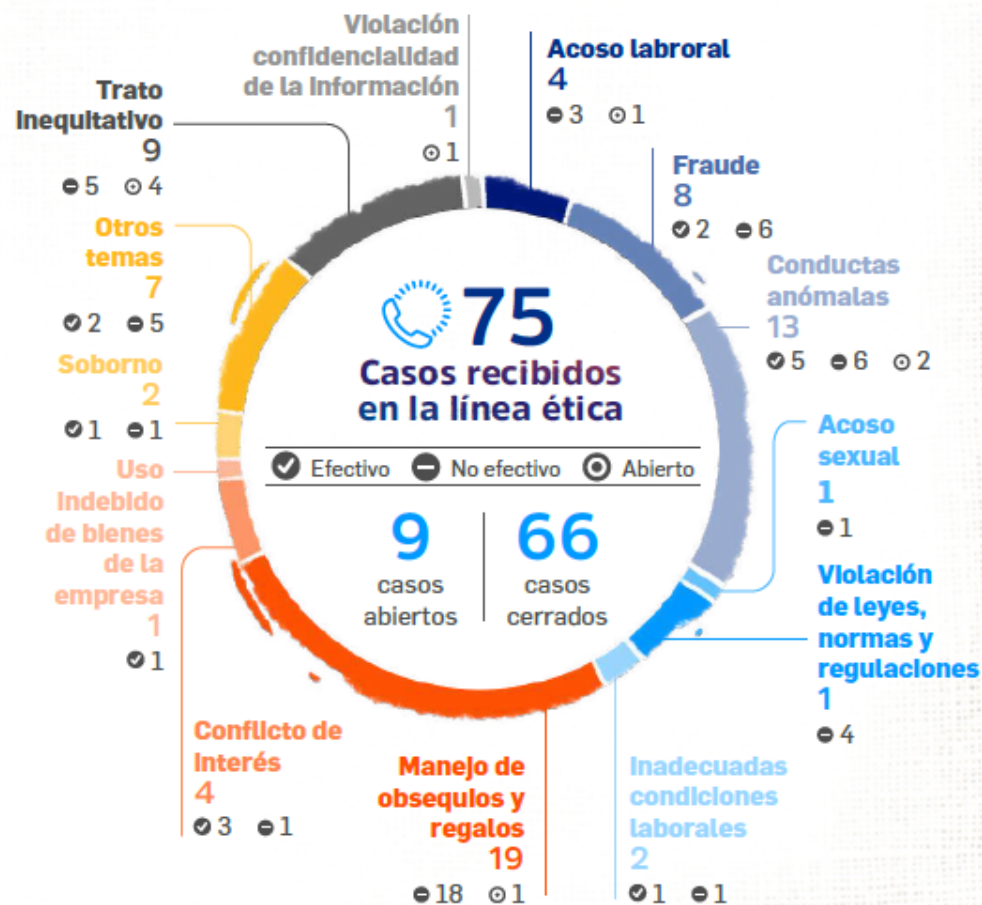 Violación
confidencialidad
de la información
1
1
Acoso labroral
4
3 1
Trato
inequitativo
9
5 4
Fraude
8
2 6
Otros
temas
7
2 5
Conductas
anómalas
13
5 6 2
75
Casos recibidos
en la línea ética
Efectivo No efectivo Abierto
9
casos
abiertos
66
casos
cerrados
Soborno
2
1 1
Acoso
sexual
1
1
Uso
indebido
de bienes
de la
empresa
1
1
Violación
de leyes,
normas y
regulaciones
1
4
Conflicto de
interés
4
3 1
Manejo de
obsequios y
regalos
19
18 1
Inadecuadas
condiciones
laborales
2
1 1